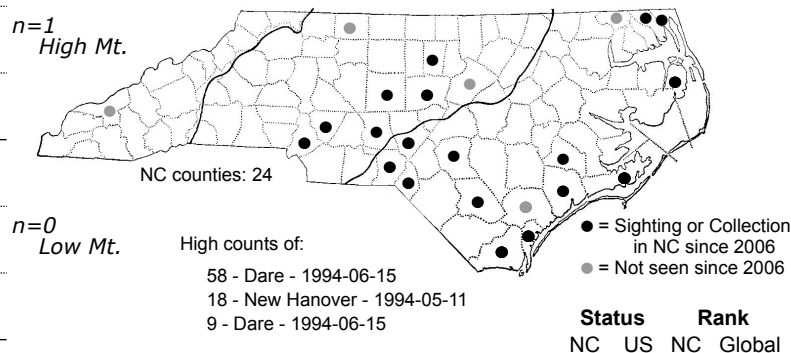 n=1
High Mt.
NC counties: 24
n=0
Low Mt.
High counts of:
58 - Dare - 1994-06-15
18 - New Hanover - 1994-05-11
9 - Dare - 1994-06-15
= Sighting or Collection
in NC since 2006
= Not seen since 2006
Status Rank
NC US NC Global